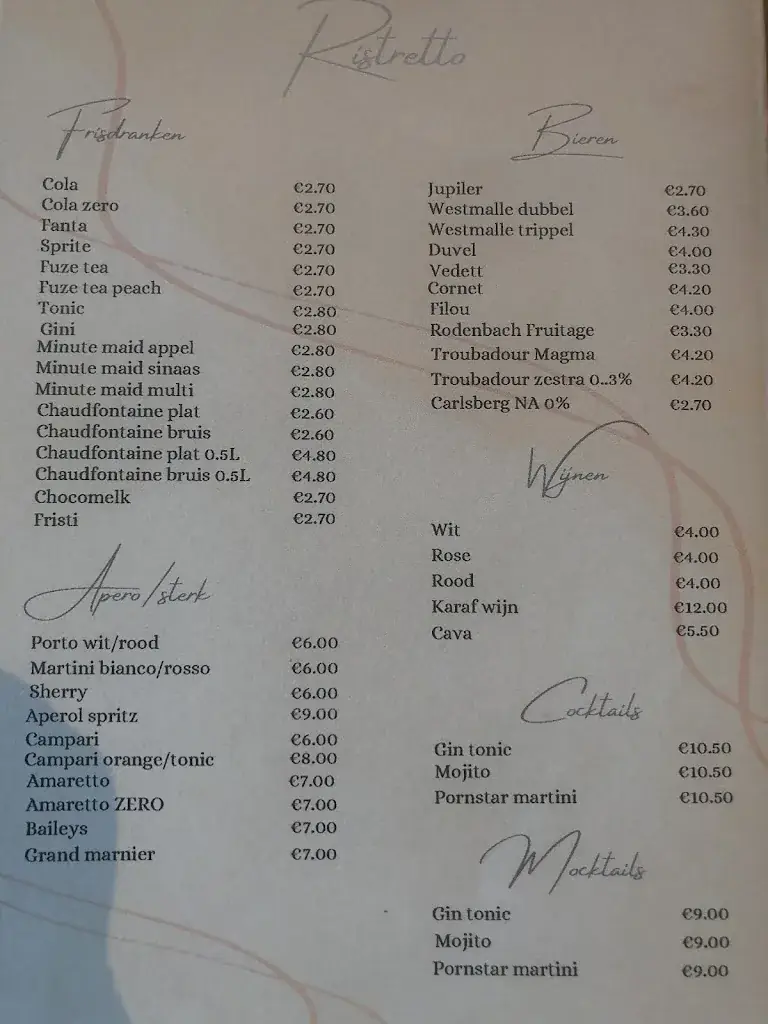 Ristretto
Frisdranken
Cola €2.70
Cola zero €2.70
Fanta €2.70
Sprite €2.70
Fuze tea €2.70
Fuze tea peach €2.70
Tonic €2.80
Gini €2.80
Minute maid appel €2.80
Minute maid sinaas €2.80
Minute maid multi €2.80
Chaudfontaine plat €2.60
Chaudfontaine bruis €2.60
Chaudfontaine plat 0.5L €4.80
Chaudfontaine bruis 0.5L €4.80
Chocomelk €2.70
Fristi €2.70
Apero/sterk
Porto wit/rood €6.00
Martini bianco/rosso €6.00
Sherry €6.00
Aperol spritz €9.00
Campari €6.00
Campari orange/tonic €8.00
Amaretto €7.00
Amaretto ZERO €7.00
Baileys €7.00
Grand marnier €7.00
Bieren
Jupiler €2.70
Westmalle dubbel €3.60
Westmalle trippel €4.30
Duvel €4.00
Vedett €3.30
Cornet €4.20
Filou €4.00
Rodenbach Fruitage €3.30
Troubadour Magma €4.20
Troubadour zestra 0..3% €4.20
Carlsberg NA 0% €2.70
Wijnen
Wit €4.00
Rose €4.00
Rood €4.00
Karaf wijn €12.00
Cava €5.50
Cocktails
Gin tonic €10.50
Mojito €10.50
Pornstar martini €10.50
Mocktails
Gin tonic €9.00
Mojito €9.00
Pornstar martini €9.00